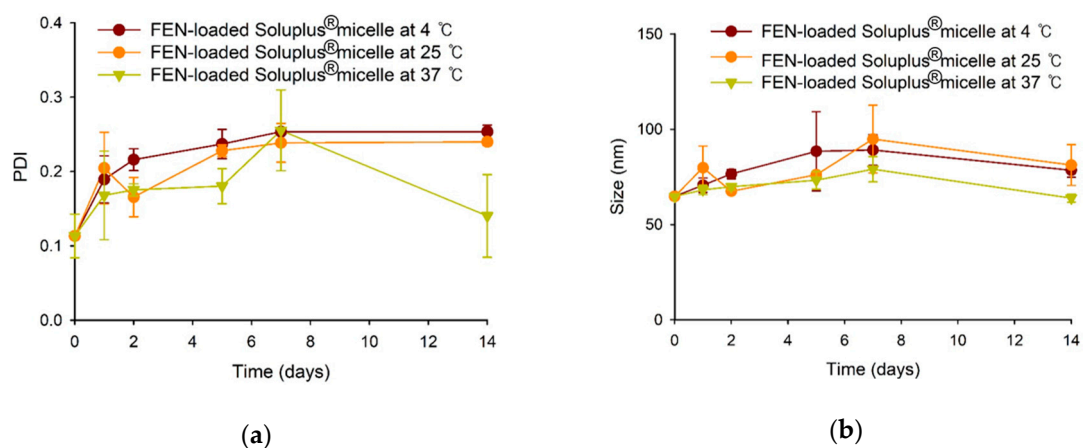 0.4
0.3
0.2
0.1
0.0
PDI
FEN-loaded Soluplus®micelle at 4 ℃
FEN-loaded Soluplus®micelle at 25 ℃
FEN-loaded Soluplus®micelle at 37 ℃
0 2 4 6 8 10 12 14
Time (days)
(a)
150
100
50
0
Size (nm)
FEN-loaded Soluplus®micelle at 4 ℃
FEN-loaded Soluplus®micelle at 25 ℃
FEN-loaded Soluplus®micelle at 37 ℃
0 2 4 6 8 10 12 14
Time (days)
(b)